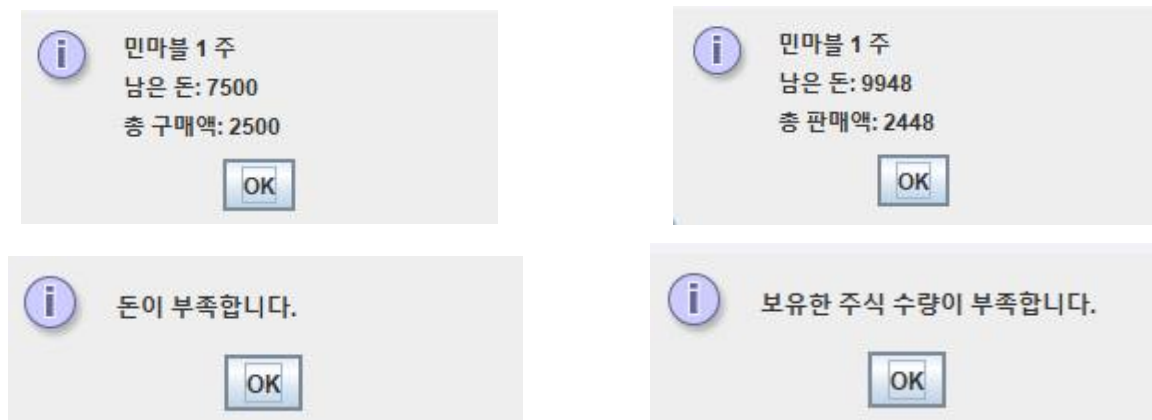 민마블 1 주
남은 돈: 7500
총 구매액: 2500
OK
민마블 1 주
남은 돈: 9948
총 판매액: 2448
OK
돈이 부족합니다.
OK
보유한 주식 수량이 부족합니다.
OK